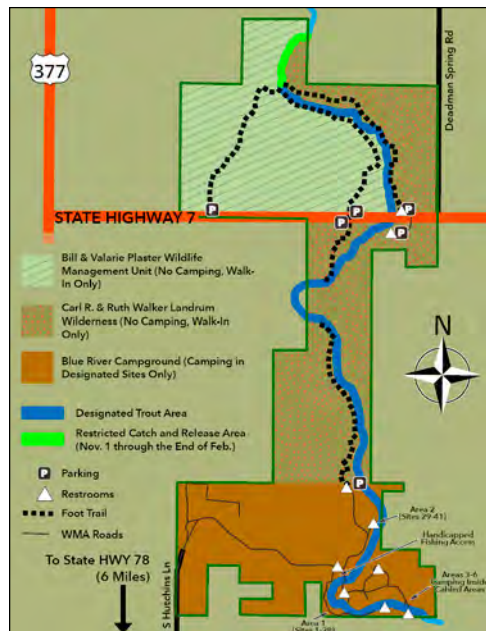 377
Deadman Spring Rd
P
STATE HIGHWAY 7
P
P
P
P
Bill & Valarie Plaster Wildlife
Management Unit (No Camping, Walk-
In Only)
Carl R. & Ruth Walker Landrum
Wilderness (No Camping, Walk-In
Only)
Blue River Campground (Camping in
Designated Sites Only)
N
Designated Trout Area
Restricted Catch and Release Area
(Nov. 1 through the End of Feb.)
P Parking
Restrooms
Foot Trail
WMA Roads
P
Area 2
(Sites 29-41)
Handicapped
Fishing Access
To State HWY 78
(6 Miles)
S Hutchins Ln
Areas 3-6
Camping Inside
Cabled Areas
Area 1